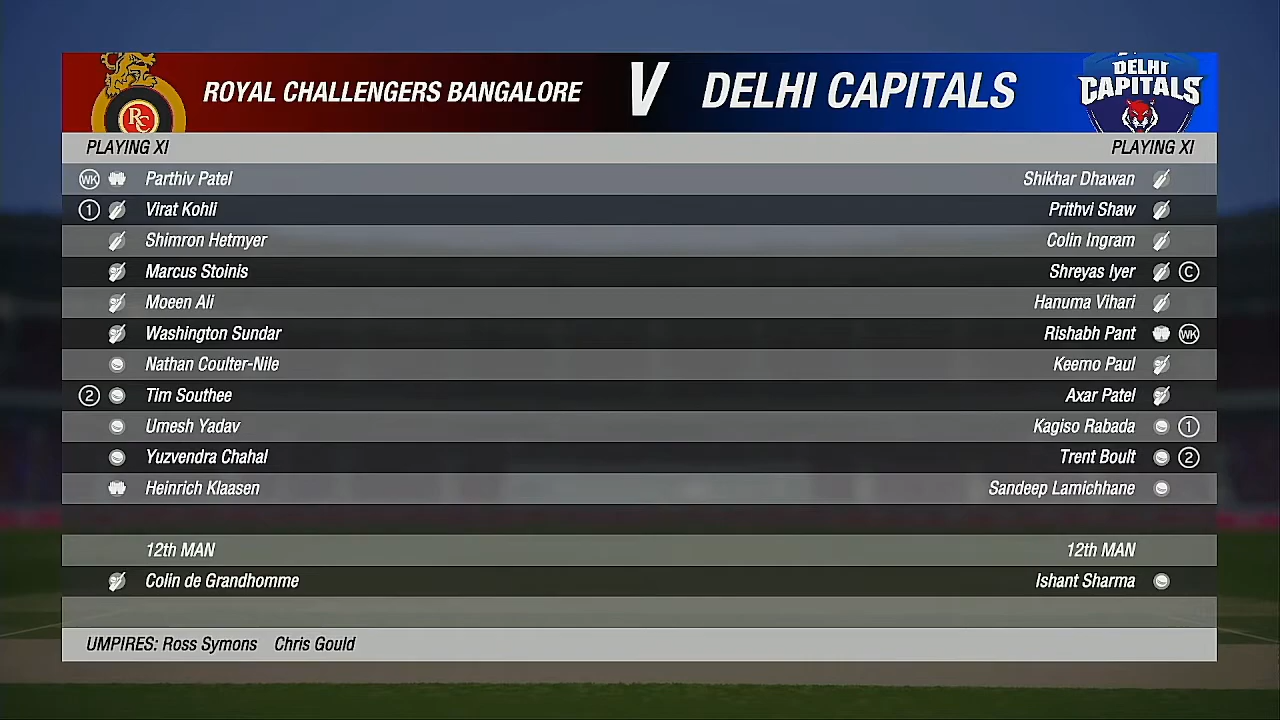 ROYAL CHALLENGERS BANGALORE V DELHI CAPITALS
RC
DELHI
CAPITALS
PLAYING XI PLAYING XI
WK Parthiv Patel Shikhar Dhawan
1 Virat Kohli Prithvi Shaw
Shimron Hetmyer Colin Ingram
Marcus Stoinis Shreyas Iyer C
Moeen Ali Hanuma Vihari
Washington Sundar Rishabh Pant WK
Nathan Coulter-Nile Keemo Paul
2 Tim Southee Axar Patel
Umesh Yadav Kagiso Rabada 1
Yuzvendra Chahal Trent Boult 2
Heinrich Klaasen Sandeep Lamichhane
12th MAN 12th MAN
Colin de Grandhomme Ishant Sharma
UMPIRES: Ross Symons Chris Gould